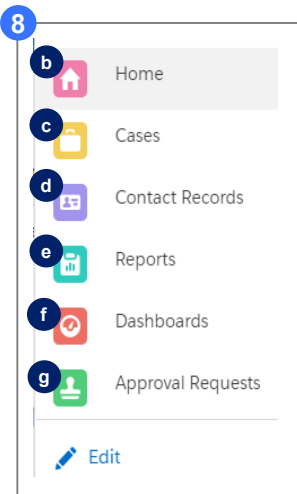 8
b Home
c Cases
d Contact Records
e Reports
f Dashboards
g Approval Requests
Edit